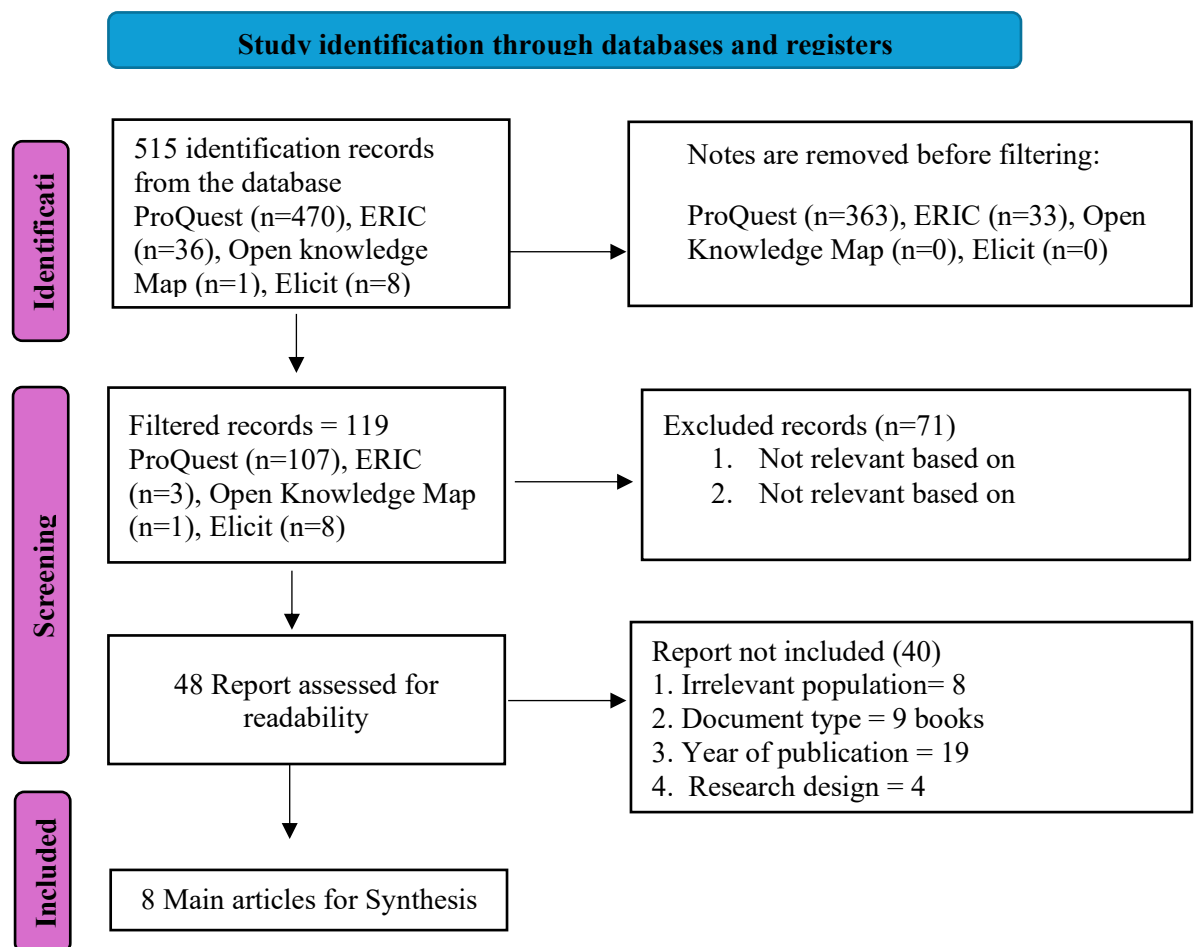 Study identification through databases and registers
Identificati
515 identification records
from the database
ProQuest (n=470), ERIC
(n=36), Open knowledge
Map (n=1), Elicit (n=8)
Notes are removed before filtering:
ProQuest (n=363), ERIC (n=33), Open
Knowledge Map (n=0), Elicit (n=0)
Screening
Filtered records = 119
ProQuest (n=107), ERIC
(n=3), Open Knowledge Map
(n=1), Elicit (n=8)
Excluded records (n=71)
1. Not relevant based on
2. Not relevant based on
48 Report assessed for
readability
Report not included (40)
1. Irrelevant population= 8
2. Document type = 9 books
3. Year of publication = 19
4. Research design = 4
Included
8 Main articles for Synthesis